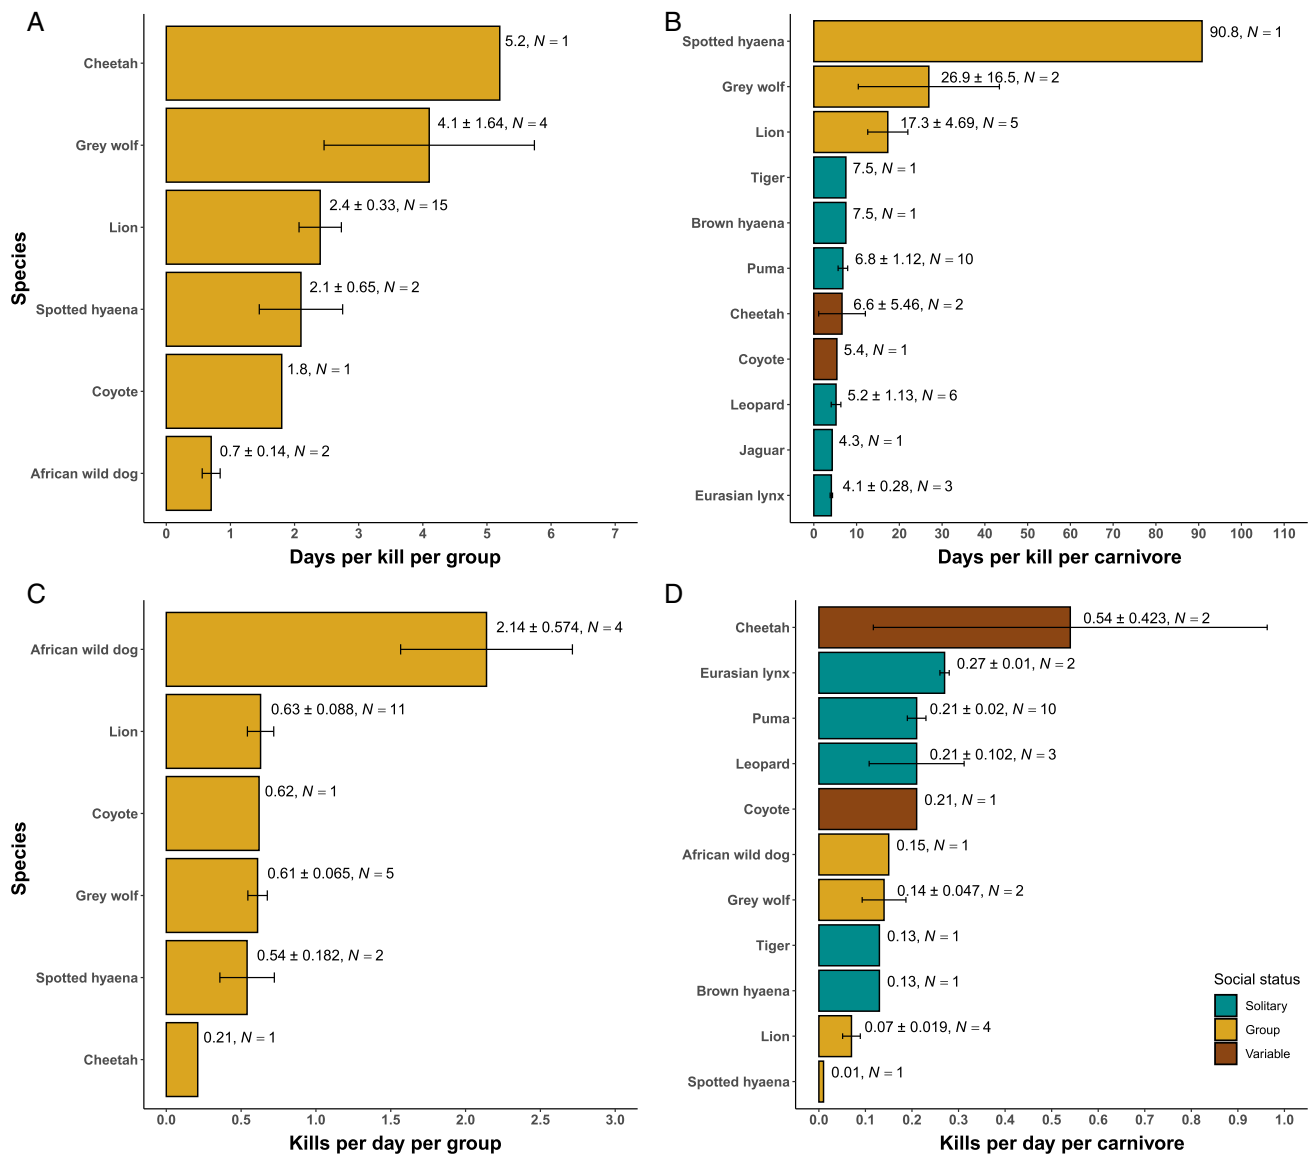 A
Species
Cheetah
5.2, N = 1
Grey wolf
4.1 ± 1.64, N = 4
Lion
2.4 ± 0.33, N = 15
Spotted hyaena
2.1 ± 0.65, N = 2
Coyote
1.8, N = 1
African wild dog
0.7 ± 0.14, N = 2
0 1 2 3 4 5 6 7
Days per kill per group
B
Spotted hyaena
90.8, N = 1
Grey wolf
26.9 ± 16.5, N = 2
Lion
17.3 ± 4.69, N = 5
Tiger
7.5, N = 1
Brown hyaena
7.5, N = 1
Puma
6.8 ± 1.12, N = 10
Cheetah
6.6 ± 5.46, N = 2
Coyote
5.4, N = 1
Leopard
5.2 ± 1.13, N = 6
Jaguar
4.3, N = 1
Eurasian lynx
4.1 ± 0.28, N = 3
0 10 20 30 40 50 60 70 80 90 100 110
Days per kill per carnivore
C
Species
African wild dog
2.14 ± 0.574, N = 4
Lion
0.63 ± 0.088, N = 11
Coyote
0.62, N = 1
Grey wolf
0.61 ± 0.065, N = 5
Spotted hyaena
0.54 ± 0.182, N = 2
Cheetah
0.21, N = 1
0.0 0.5 1.0 1.5 2.0 2.5 3.0
Kills per day per group
D
Cheetah
0.54 ± 0.423, N = 2
Eurasian lynx
0.27 ± 0.01, N = 2
Puma
0.21 ± 0.02, N = 10
Leopard
0.21 ± 0.102, N = 3
Coyote
0.21, N = 1
African wild dog
0.15, N = 1
Grey wolf
0.14 ± 0.047, N = 2
Tiger
0.13, N = 1
Brown hyaena
0.13, N = 1
Lion
0.07 ± 0.019, N = 4
Spotted hyaena
0.01, N = 1
0.0 0.1 0.2 0.3 0.4 0.5 0.6 0.7 0.8 0.9 1.0
Kills per day per carnivore
Social status
Solitary
Group
Variable